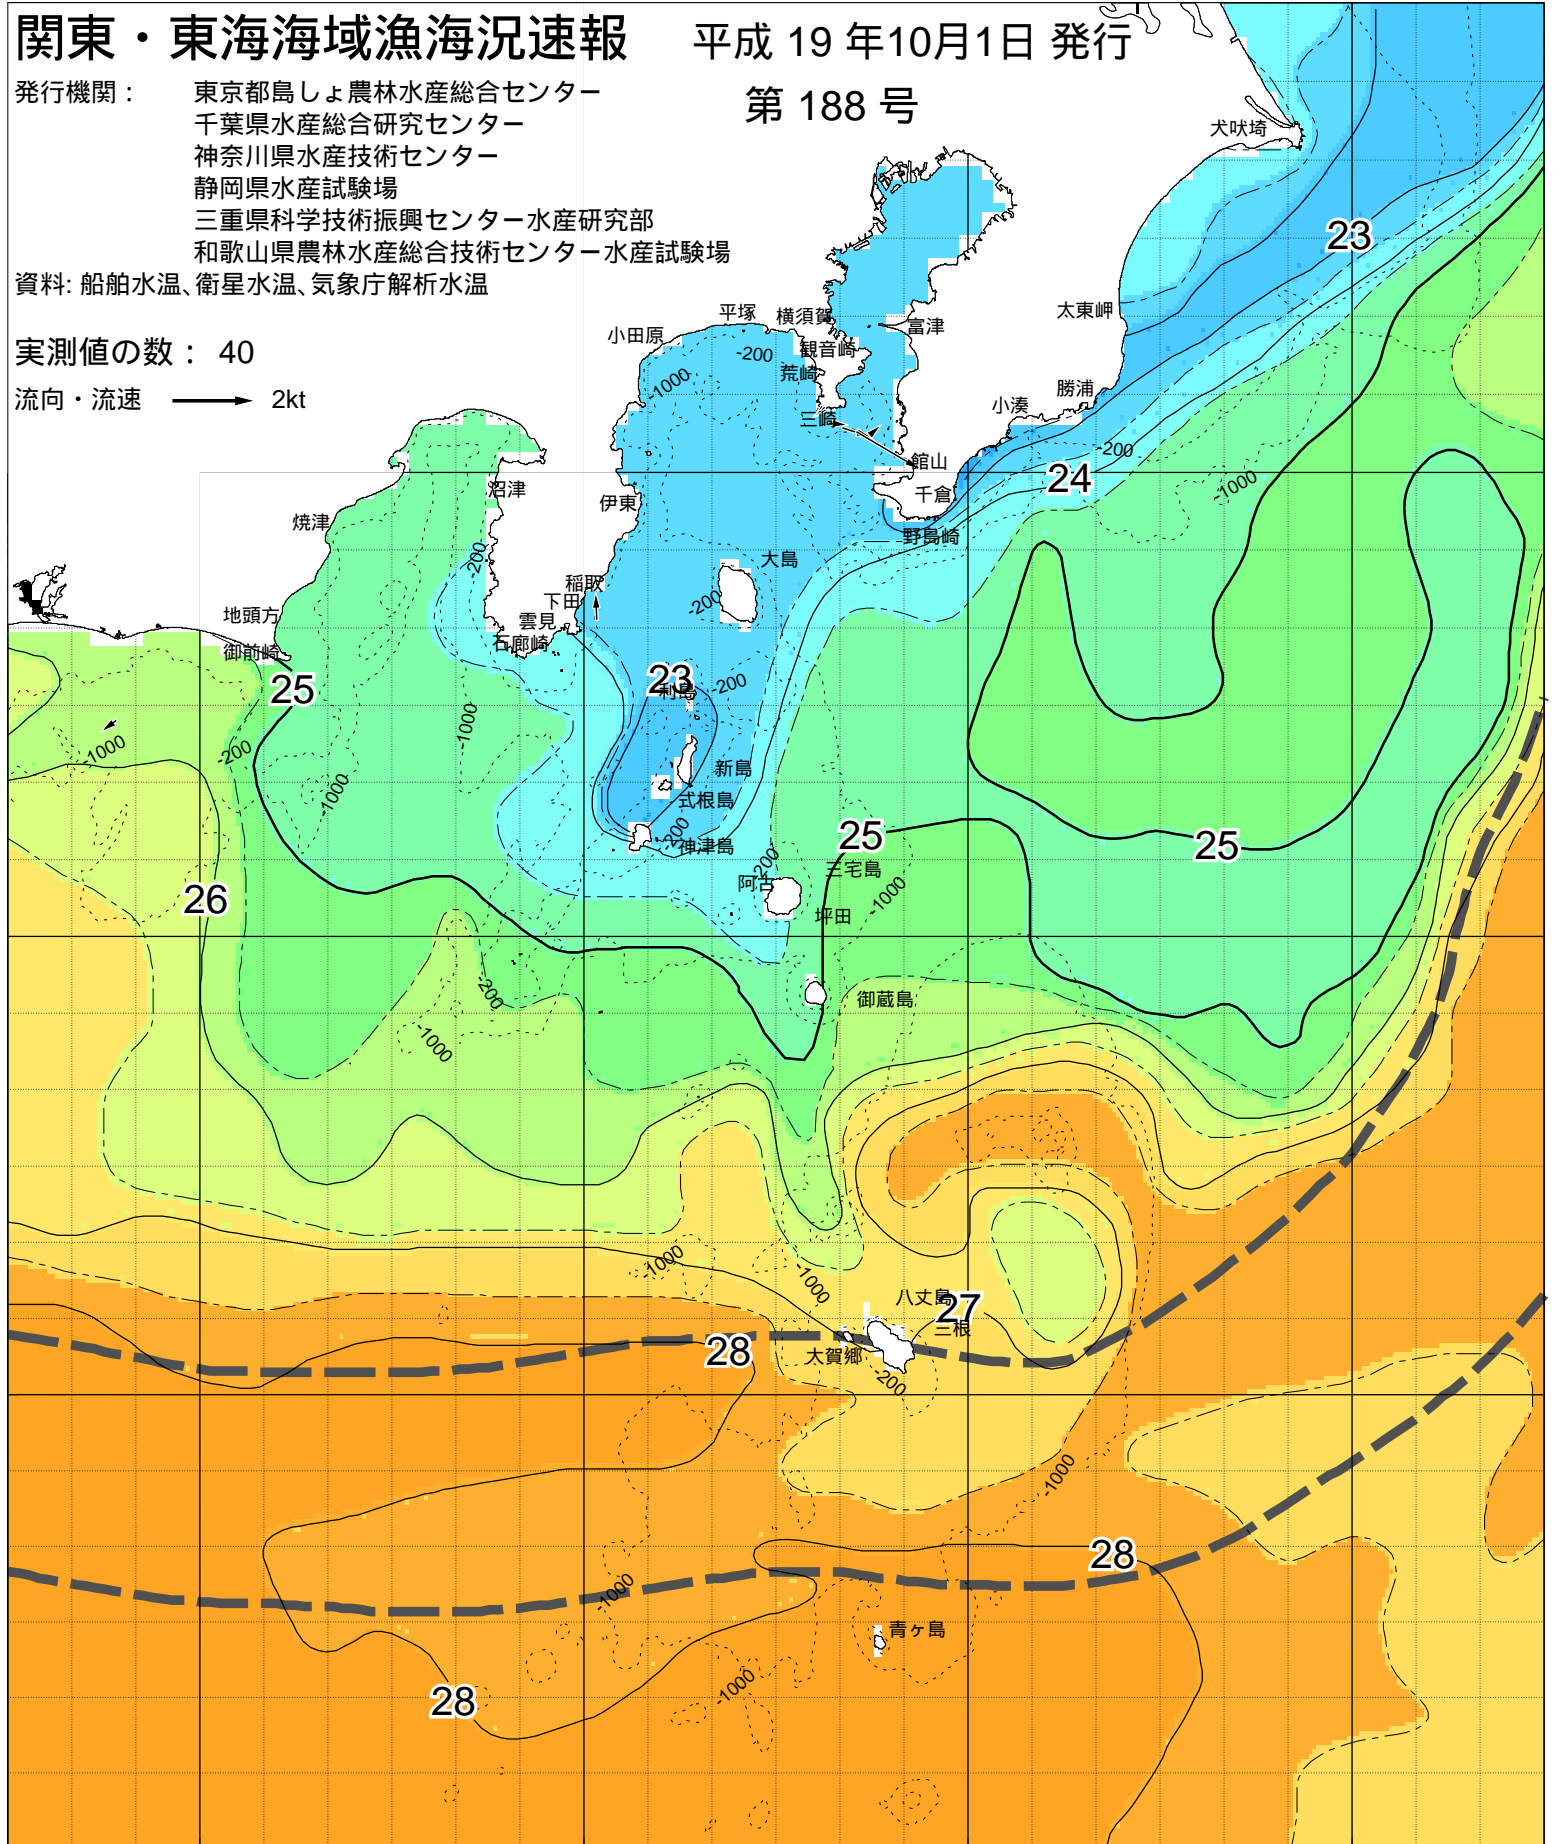 関東・東海海域漁海況速報
平成 19 年10月1日 発行
第 188 号
発行機関：
東京都島しょ農林水産総合センター
千葉県水産総合研究センター
神奈川県水産技術センター
静岡県水産試験場
三重県科学技術振興センター水産研究部
和歌山県農林水産総合技術センター水産試験場
資料: 船舶水温、衛星水温、気象庁解析水温
実測値の数： 40
流向・流速
2kt
犬吠埼
23
太東岬
平塚
横須賀
小田原
富津
-200
観音崎
荒崎
-1000
勝浦
小湊
三崎
-200
館山
24
-1000
沼津
千倉
伊東
焼津
野島崎
-200
大島
稲取
-200
下田
地頭方
雲見
石廊崎
御前崎
23
25
利島
-200
-1000
-1000
-200
新島
-1000
式根島
-200
25
25
神津島
-200
三宅島
阿古
26
-1000
坪田
-200
御蔵島
-1000
-1000
-1000
八丈島
27
三根
28
大賀郷
-200
-1000
28
-1000
青ヶ島
-1000
28